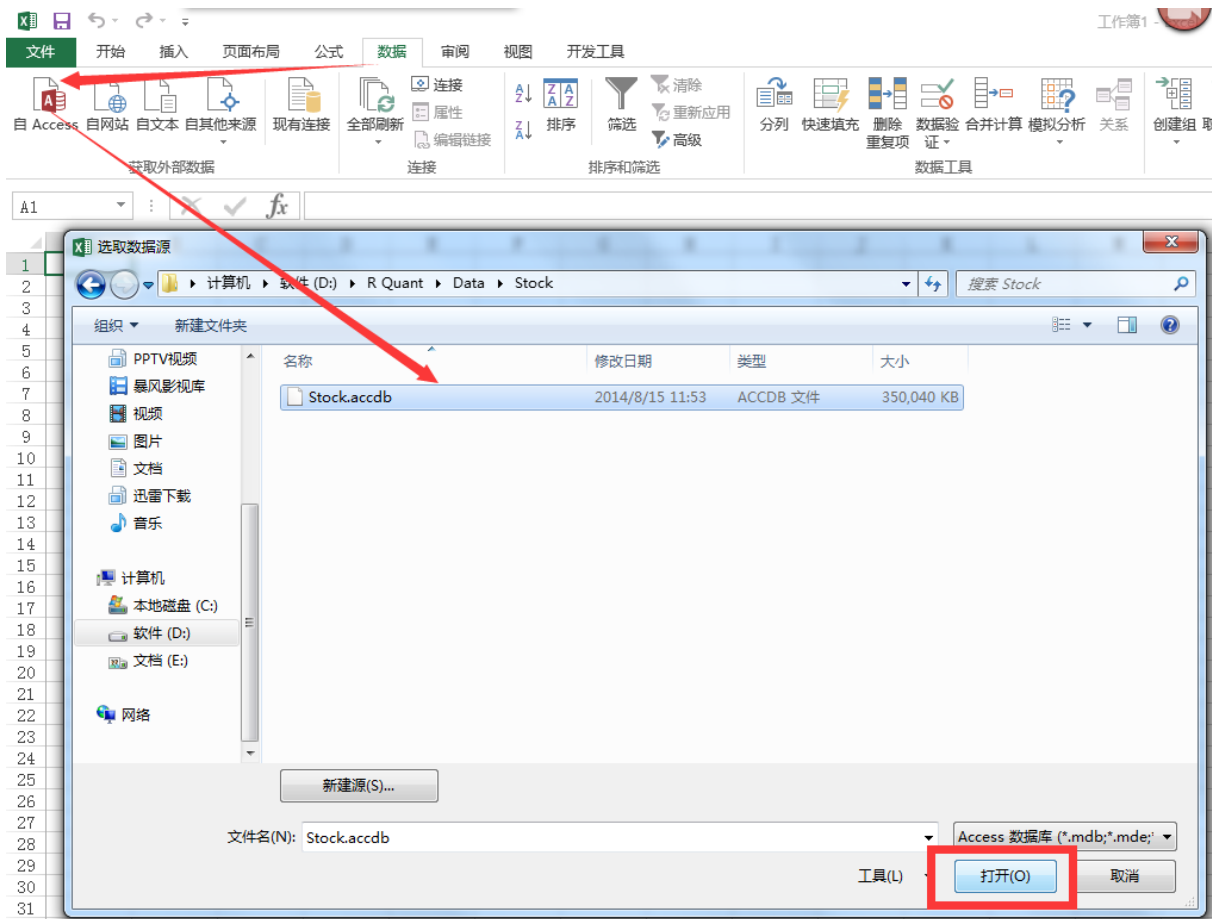 工作簿1 -
文件 开始 插入 页面布局 公式 数据 审阅 视图 开发工具
自 Access 自网站 自文本 自其他来源 现有连接 全部刷新 连接 属性 编辑链接 排序 筛选 清除 重新应用 高级 分列 快速填充 删除 重复项 数据验证 合并计算 模拟分析 关系 创建组
获取外部数据 连接 排序和筛选 数据工具
A1 fx
选取数据源
计算机 软件 (D:) R Quant Data Stock 搜索 Stock
组织 新建文件夹
名称 修改日期 类型 大小
Stock.accdb 2014/8/15 11:53 ACCDB 文件 350,040 KB
PPTV视频
暴风影视库
视频
图片
文档
迅雷下载
音乐
计算机
本地磁盘 (C:)
软件 (D:)
文档 (E:)
网络
新建源(S)...
文件名(N): Stock.accdb Access 数据库 (*.mdb;*.mde;
工具(L) 打开(O) 取消
1
2
3
4
5
6
7
8
9
10
11
12
13
14
15
16
17
18
19
20
21
22
23
24
25
26
27
28
29
30
31